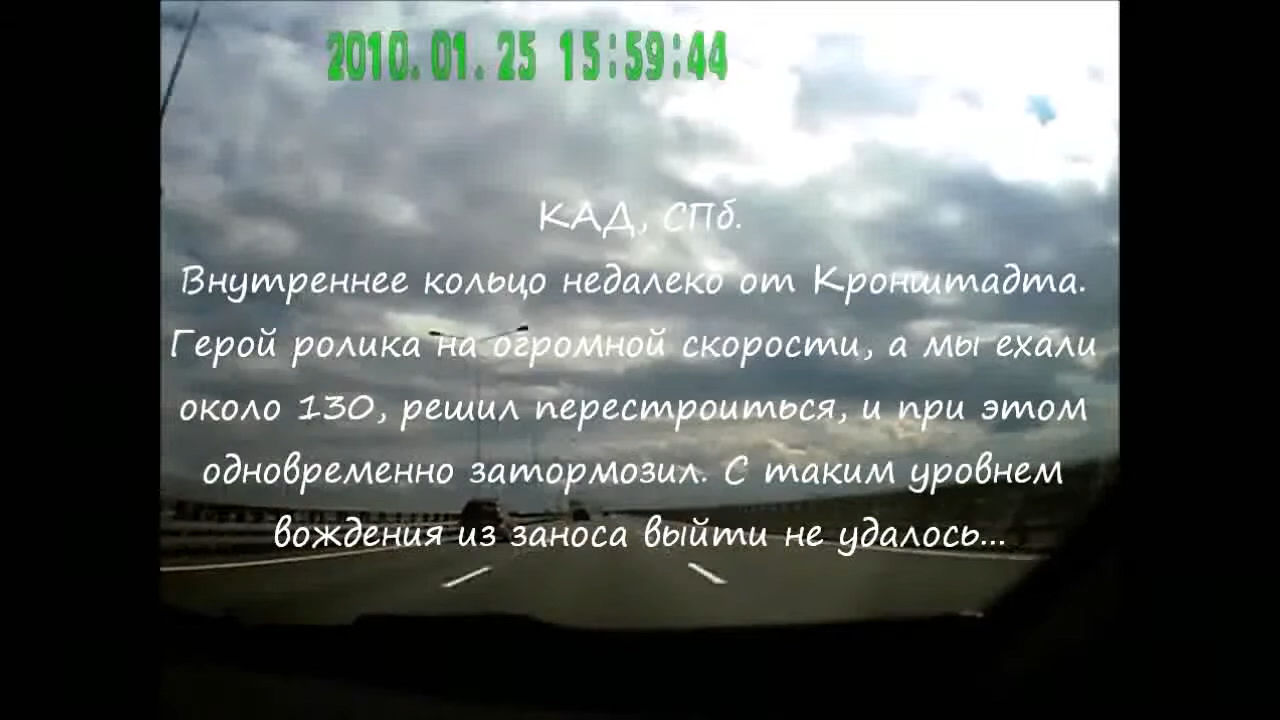 2010.01.25 15:59:44
КАД, СПб.
Внутреннее кольцо недалеко от Кронштадта.
Герой ролика на огромной скорости, а мы ехали
около 130, решил перестроиться, и при этом
одновременно затормозил. С таким уровнем
вождения из заноса выйти не удалось...